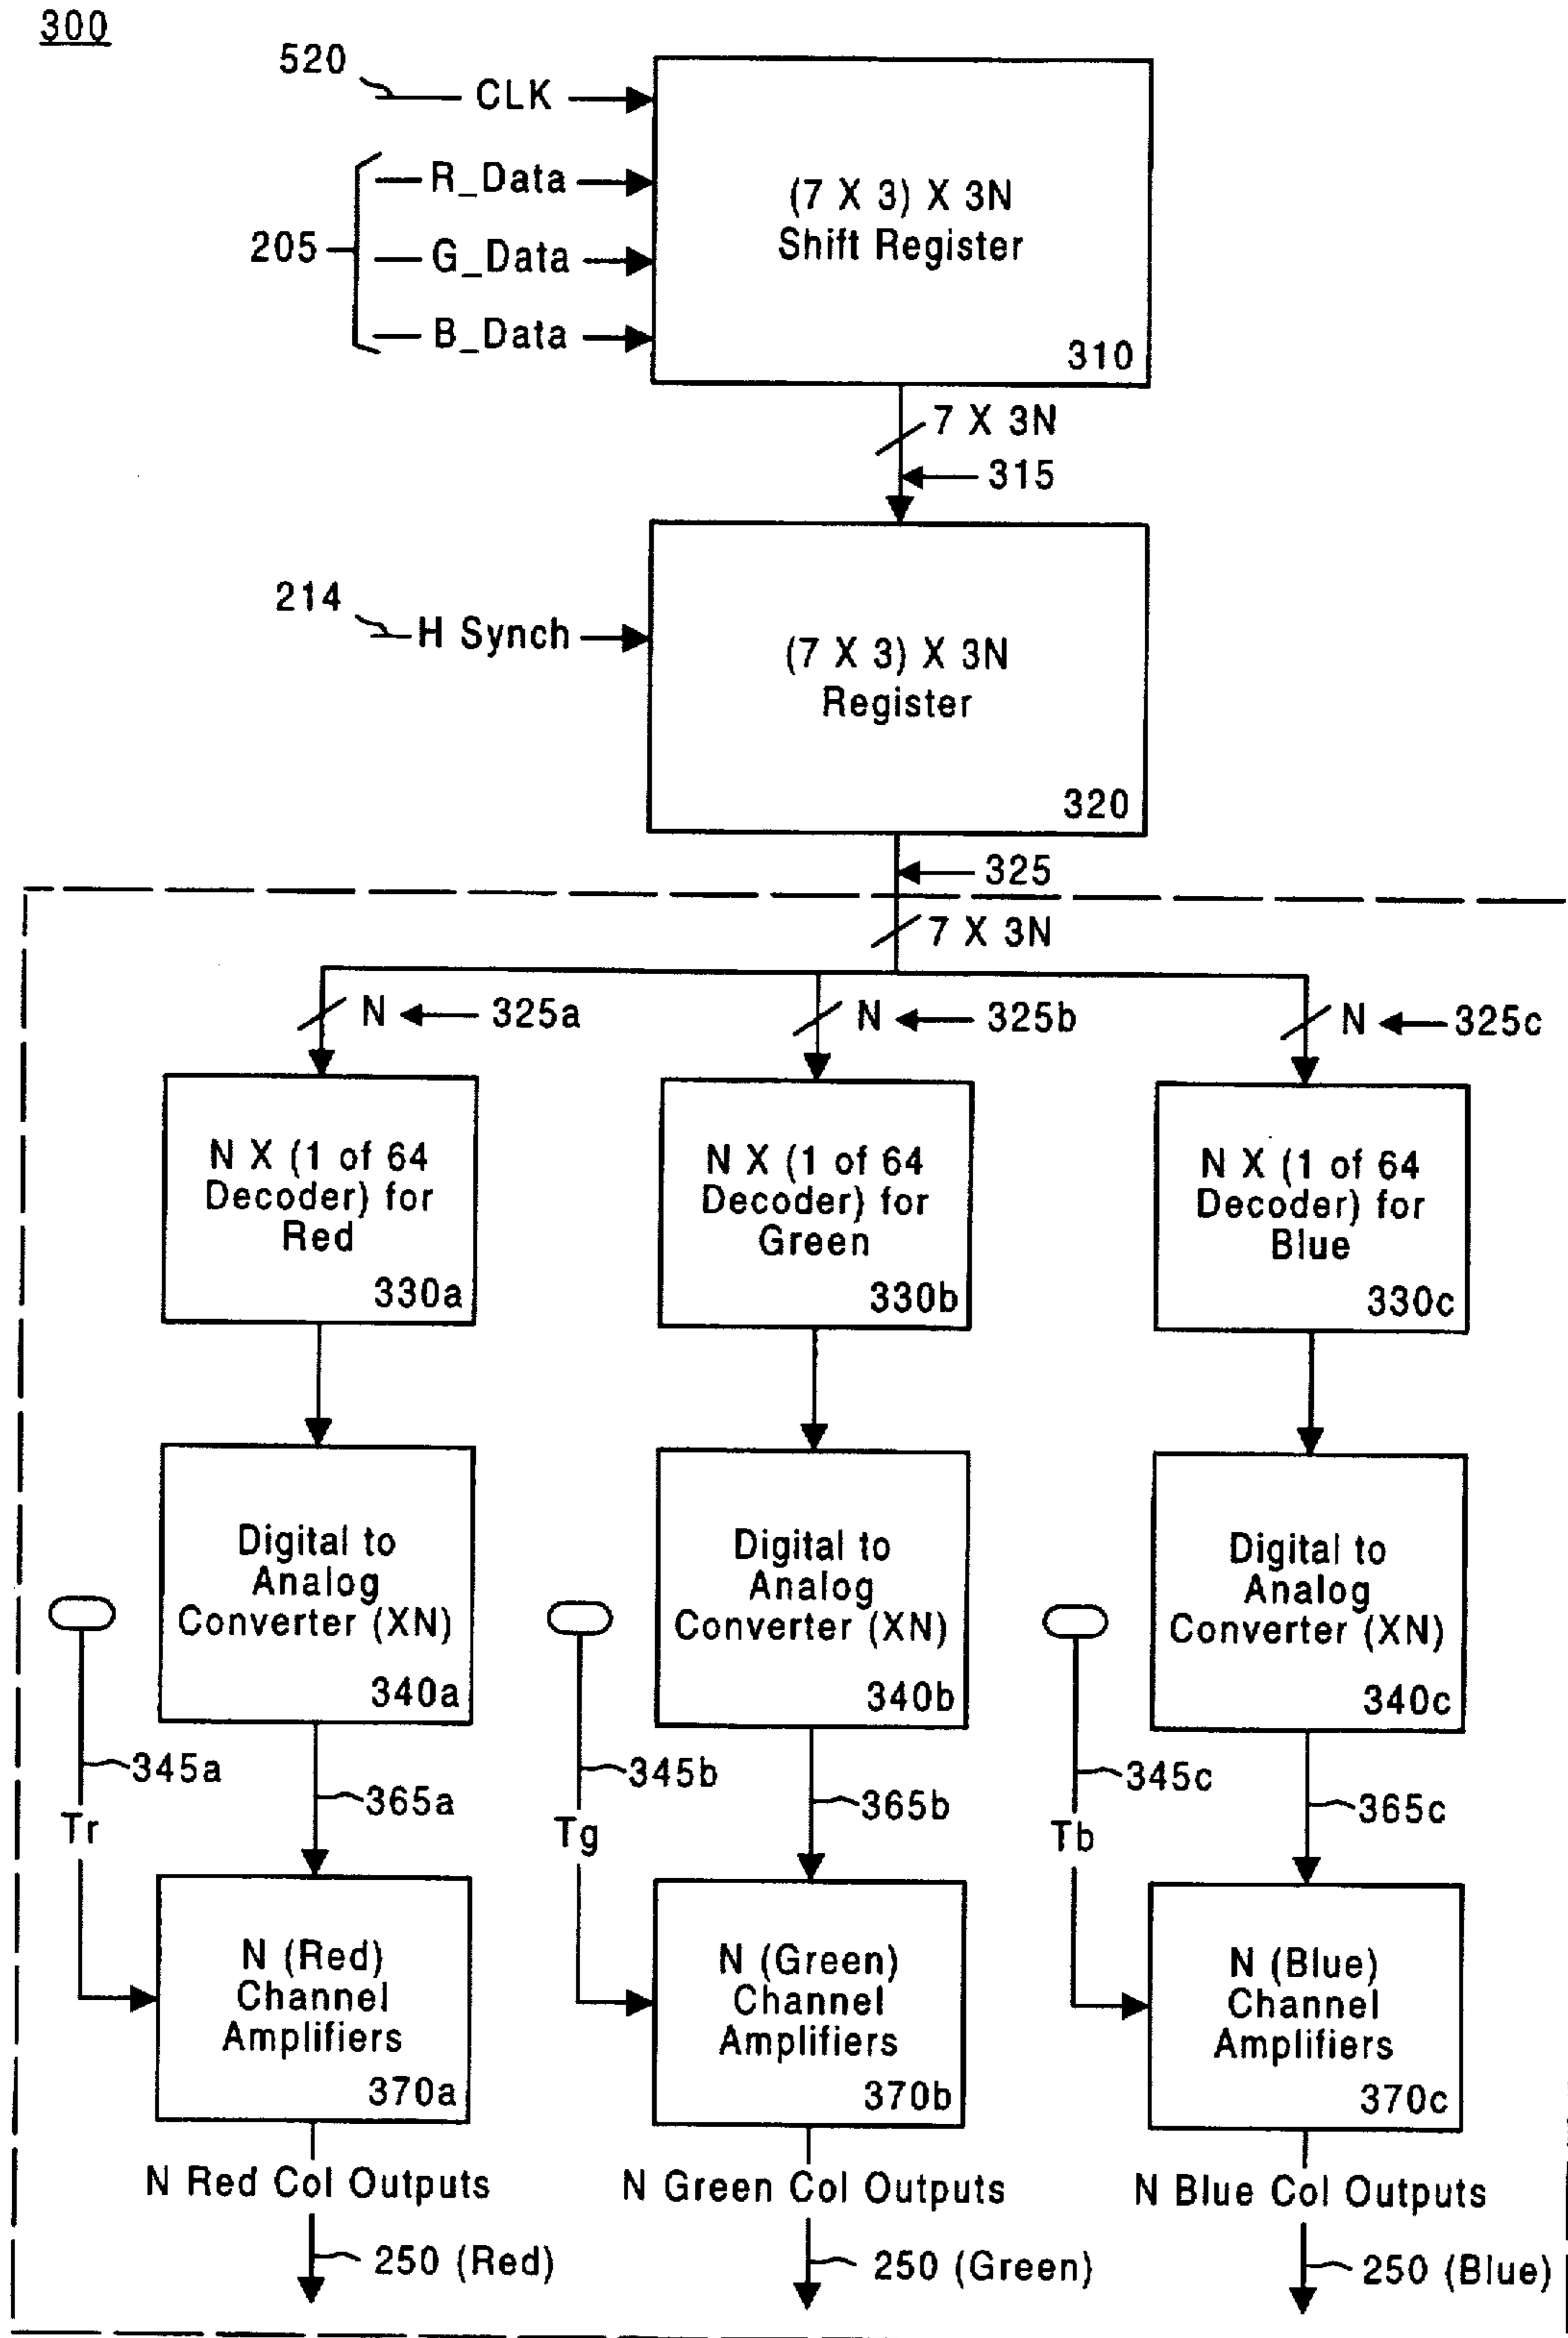 300
520
CLK
R_Data
205
G_Data
B_Data
(7 X 3) X 3N
Shift Register
310
7 X 3N
315
214
H Synch
(7 X 3) X 3N
Register
320
325
7 X 3N
N
325a
N
325b
N
325c
N X (1 of 64
Decoder) for
Red
330a
N X (1 of 64
Decoder) for
Green
330b
N X (1 of 64
Decoder) for
Blue
330c
Digital to
Analog
Converter (XN)
340a
Digital to
Analog
Converter (XN)
340b
Digital to
Analog
Converter (XN)
340c
345a
365a
345b
365b
345c
365c
Tr
Tg
Tb
N (Red)
Channel
Amplifiers
370a
N (Green)
Channel
Amplifiers
370b
N (Blue)
Channel
Amplifiers
370c
N Red Col Outputs
N Green Col Outputs
N Blue Col Outputs
250 (Red)
250 (Green)
250 (Blue)